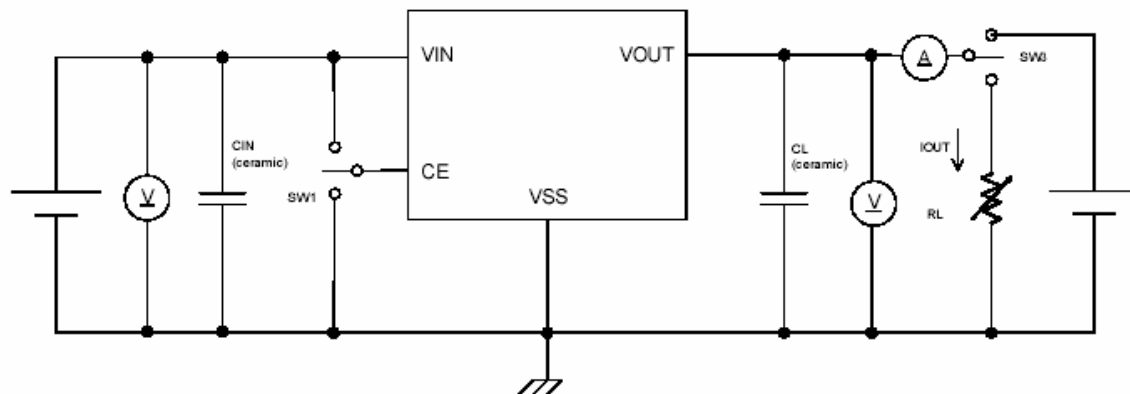 VIN
VOUT
V
CIN
(ceramic)
SW1
CE
VSS
CL
(ceramic)
V
A
SW3
IOUT
RL